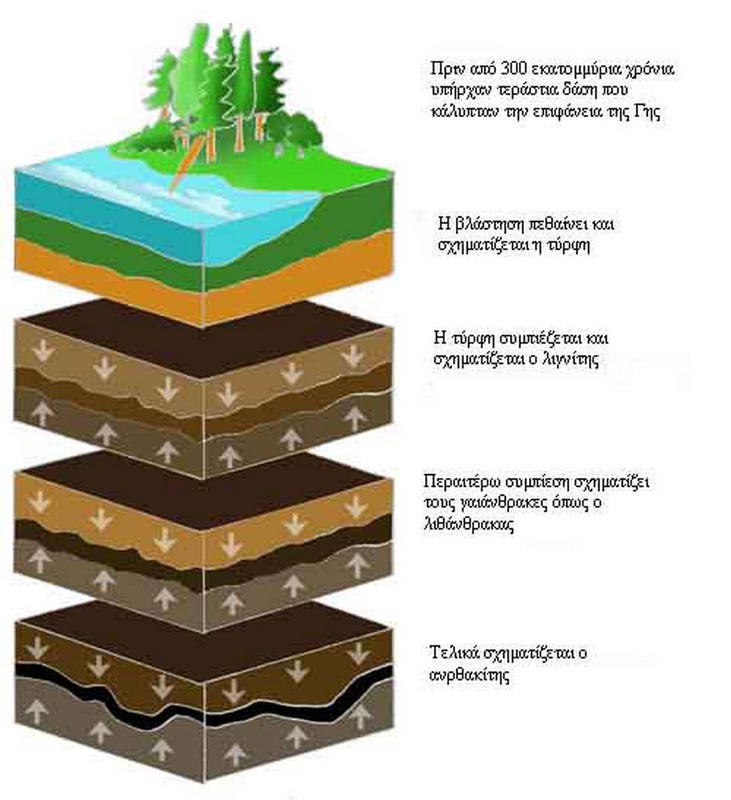 Πριν από 300 εκατομμύρια χρόνια
υπήρχαν τεράστια δάση που
κάλυπταν την επιφάνεια της Γης
Η βλάστηση πεθαίνει και
σχηματίζεται η τύρφη
Η τύρφη συμπιέζεται και
σχηματίζεται ο λιγνίτης
Περαιτέρω συμπίεση σχηματίζει
τους γαιάνθρακες όπως ο
λιθάνθρακας
Τελικά σχηματίζεται ο
ανρθακίτης